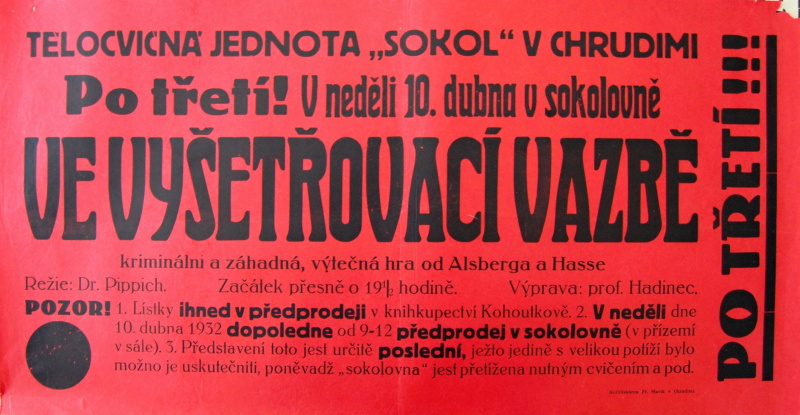 TĚLOCVIČNÁ JEDNOTA „SOKOL“ V CHRUDIMI
Po třetí! V neděli 10. dubna v sokolovně
VE VYŠETŘOVACÍ VAZBĚ
kriminální a záhadná, výtečná hra od Alsberga a Hasse
Režie: Dr. Pippich. Začátek přesně o 19½ hodině. Výprava: prof. Hadinec.
POZOR! 1. Lístky ihned v předprodeji v knihkupectví Kohoutkově. 2. V neděli dne
10. dubna 1932 dopoledne od 9-12 předprodej v sokolovně (v přízemí
v sále). 3. Představení toto jest určitě poslední, ježto jedině s velikou potíží bylo
možno je uskutečniti, poněvadž „sokolovna“ jest přetížena nutným cvičením a pod.
PO TŘETÍ!!!